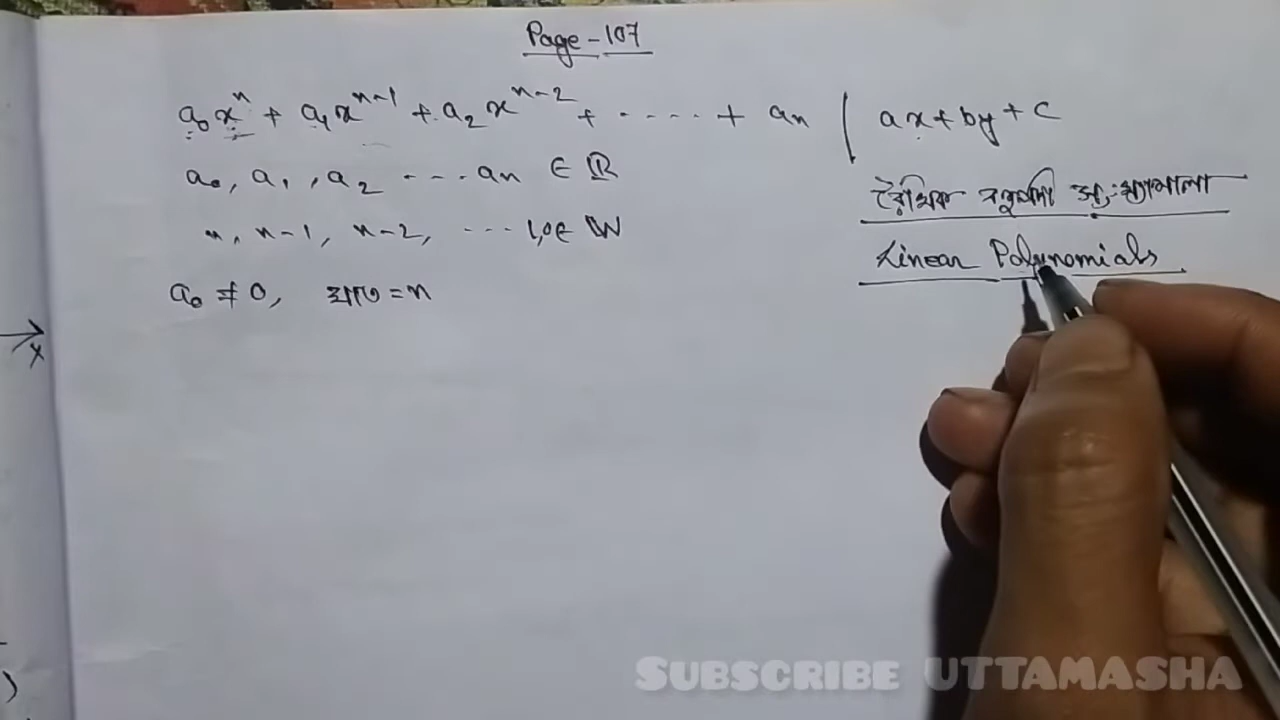 Page-107
a₀xⁿ + a₁xⁿ⁻¹ + a₂xⁿ⁻² + ..... + aₙ | ax+by+c
a₀, a₁, a₂ .... aₙ ∈ ℝ
n, n-1, n-2, .... 1,0∈ W
a₀ ≠ 0, ঘাত = n
রৈখিক বহুপদী
Linear Polynomials
x
)
SUBSCRIBE UTTAMASHA